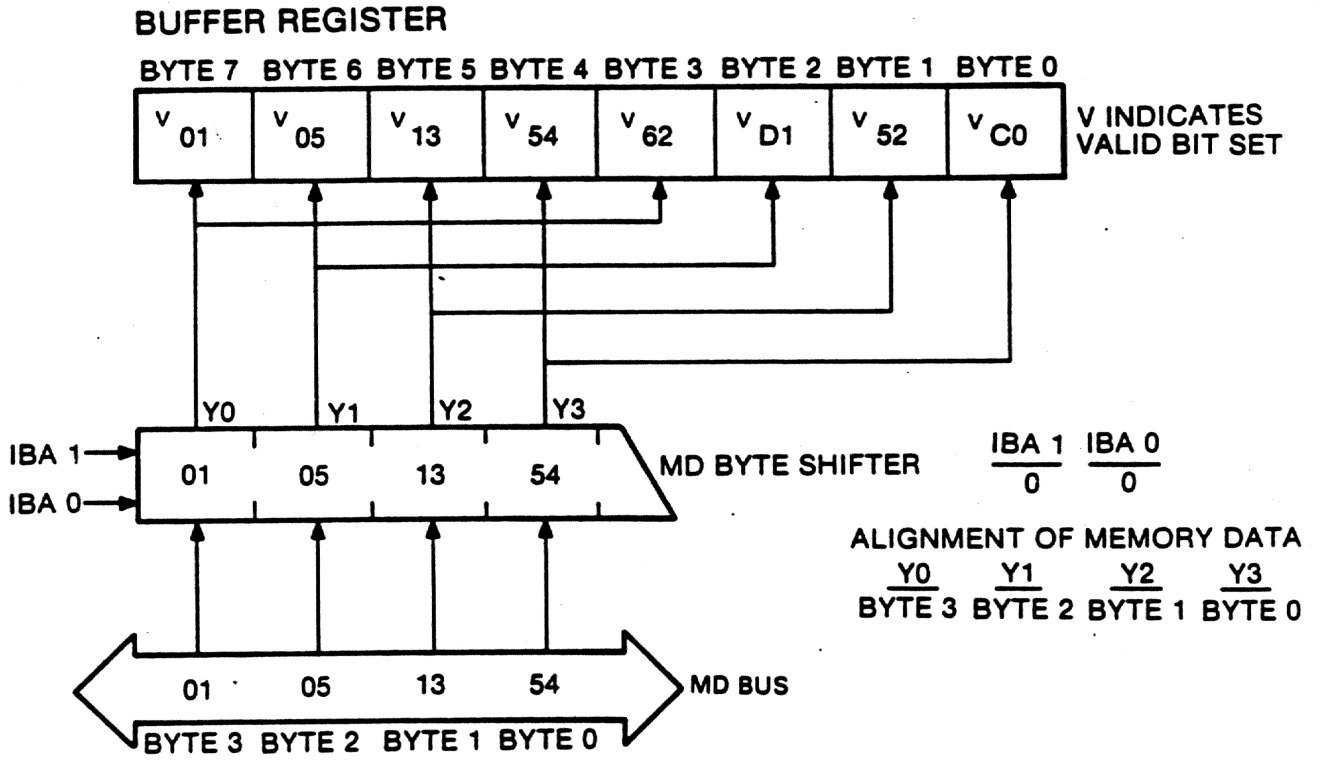 BUFFER REGISTER
BYTE 7 BYTE 6 BYTE 5 BYTE 4 BYTE 3 BYTE 2 BYTE 1 BYTE 0
V 01 V 05 V 13 V 54 V 62 V D1 V 52 V C0
V INDICATES
VALID BIT SET
Y0 Y1 Y2 Y3
IBA 1
IBA 0
01 05 13 54
MD BYTE SHIFTER
IBA 1 IBA 0
0 0
ALIGNMENT OF MEMORY DATA
Y0 Y1 Y2 Y3
BYTE 3 BYTE 2 BYTE 1 BYTE 0
01 05 13 54
MD BUS
BYTE 3 BYTE 2 BYTE 1 BYTE 0